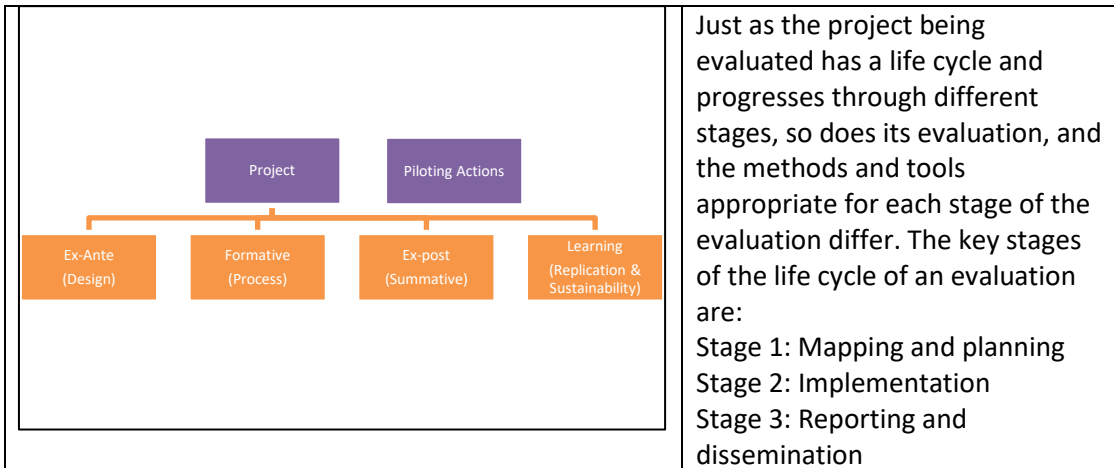 Project
Piloting Actions
Ex-Ante
(Design)
Formative
(Process)
Ex-post
(Summative)
Learning
(Replication &
Sustainability)
Just as the project being
evaluated has a life cycle and
progresses through different
stages, so does its evaluation, and
the methods and tools
appropriate for each stage of the
evaluation differ. The key stages
of the life cycle of an evaluation
are:
Stage 1: Mapping and planning
Stage 2: Implementation
Stage 3: Reporting and
dissemination